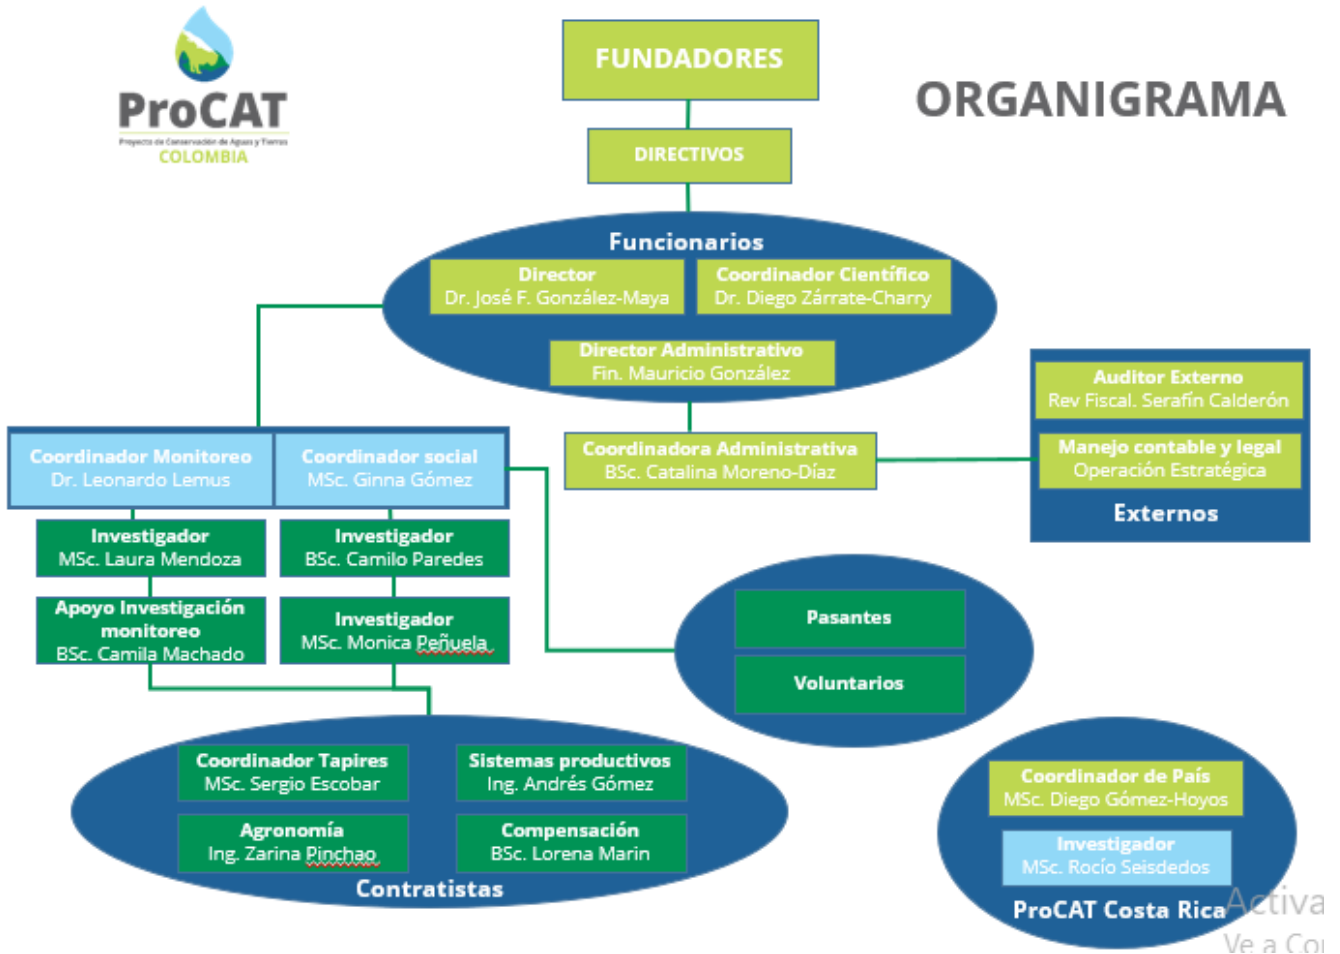 ProCAT
Proyecto de Conservación de Aguas y Tierras
COLOMBIA
ORGANIGRAMA
FUNDADORES
DIRECTIVOS
Funcionarios
Director
Dr. José F. González-Maya
Coordinador Científico
Dr. Diego Zárrate-Charry
Director Administrativo
Fin. Mauricio González
Coordinadora Administrativa
BSc. Catalina Moreno-Díaz
Auditor Externo
Rev Fiscal. Serafín Calderón
Manejo contable y legal
Operación Estratégica
Externos
Coordinador Monitoreo
Dr. Leonardo Lemus
Coordinador social
MSc. Ginna Gómez
Investigador
MSc. Laura Mendoza
Investigador
BSc. Camilo Paredes
Apoyo Investigación
monitoreo
BSc. Camila Machado
Investigador
MSc. Monica Peñuela
Pasantes
Voluntarios
Coordinador Tapires
MSc. Sergio Escobar
Sistemas productivos
Ing. Andrés Gómez
Agronomía
Ing. Zarina Pinchao
Compensación
BSc. Lorena Marin
Contratistas
Coordinador de País
MSc. Diego Gómez-Hoyos
Investigador
MSc. Rocío Seisdedos
ProCAT Costa Rica
Activa
Ve a Con